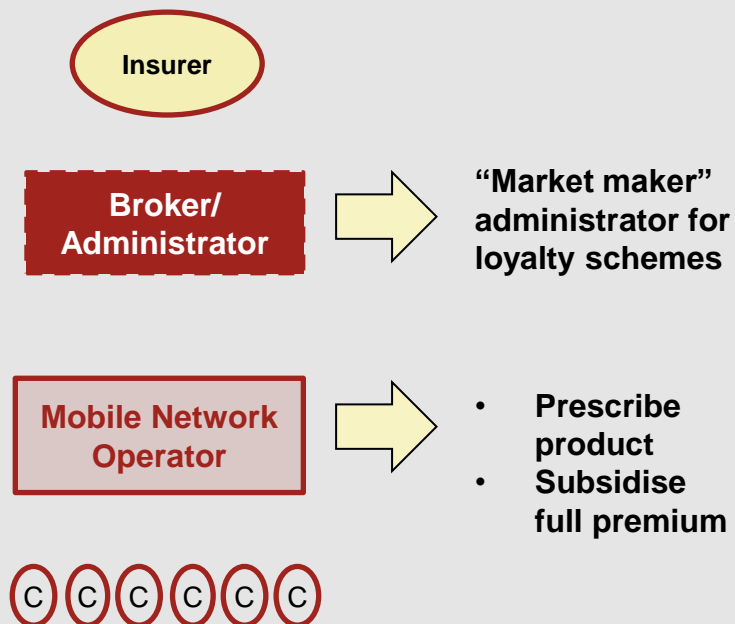 Insurer
Broker/
Administrator
“Market maker”
administrator for
loyalty schemes
Mobile Network
Operator
• Prescribe
product
• Subsidise
full premium
C C C C C C